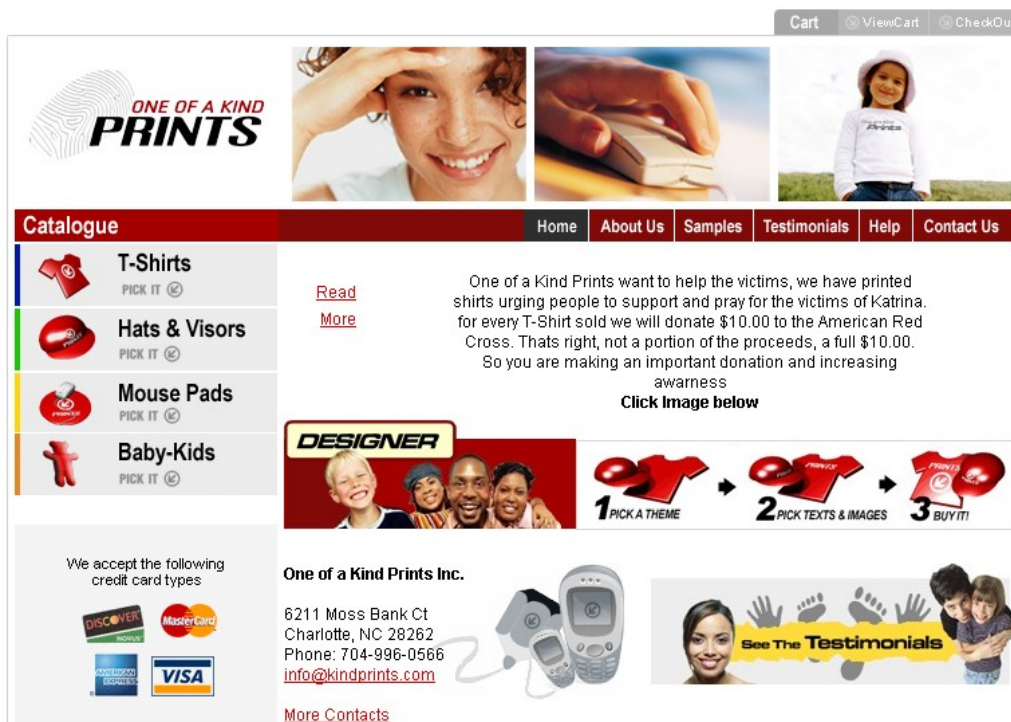 Cart ViewCart CheckOu
ONE OF A KIND
PRINTS
One of a Kind
Prints
Catalogue
Home About Us Samples Testimonials Help Contact Us
T-Shirts
PICK IT
Hats & Visors
PICK IT
Mouse Pads
PICK IT
Baby-Kids
PICK IT
Read
More
One of a Kind Prints want to help the victims, we have printed
shirts urging people to support and pray for the victims of Katrina.
for every T-Shirt sold we will donate $10.00 to the American Red
Cross. Thats right, not a portion of the proceeds, a full $10.00.
So you are making an important donation and increasing
awarness
Click Image below
DESIGNER
1 PICK A THEME
PRINTS
2 PICK TEXTS & IMAGES
PRINTS
3 BUY IT!
We accept the following
credit card types
DISCOVER
NOVUS
MasterCard
AMERICAN
EXPRESS
VISA
One of a Kind Prints Inc.
6211 Moss Bank Ct
Charlotte, NC 28262
Phone: 704-996-0566
info@kindprints.com
More Contacts
See The Testimonials